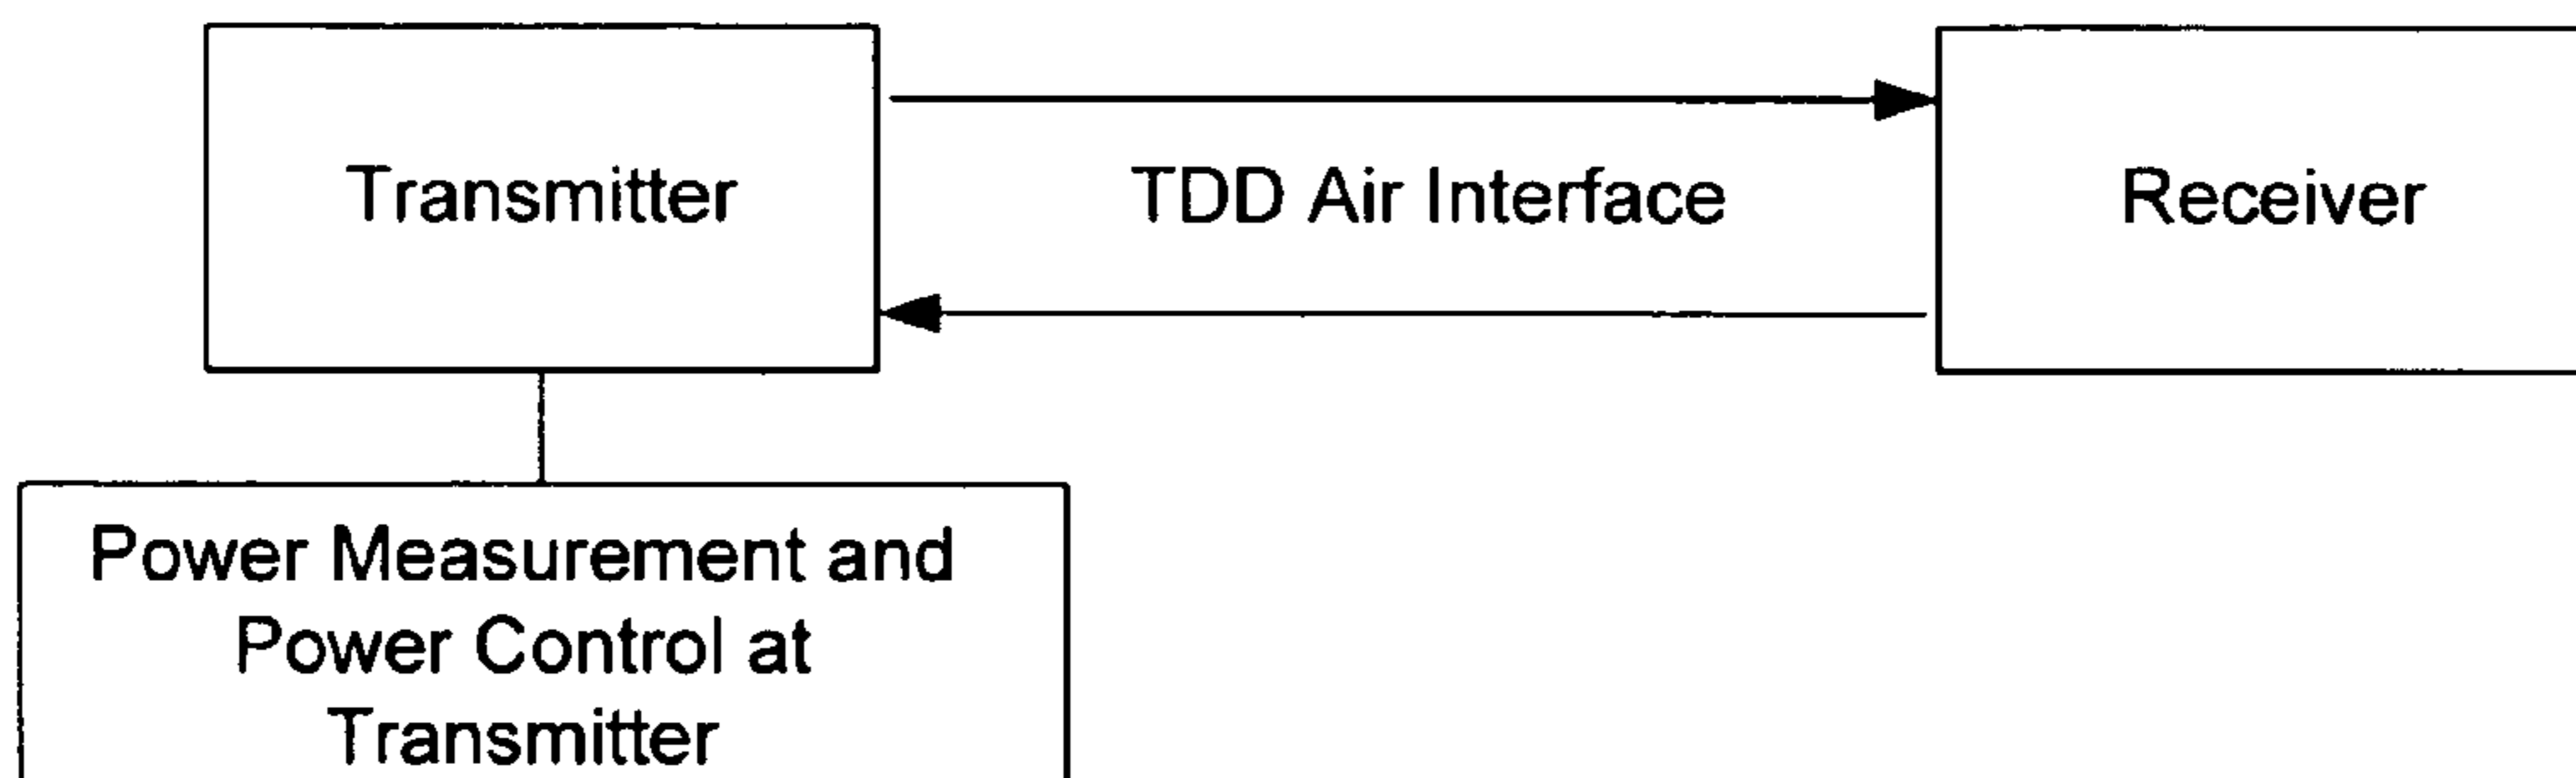 Transmitter
TDD Air Interface
Receiver
Power Measurement and
Power Control at
Transmitter